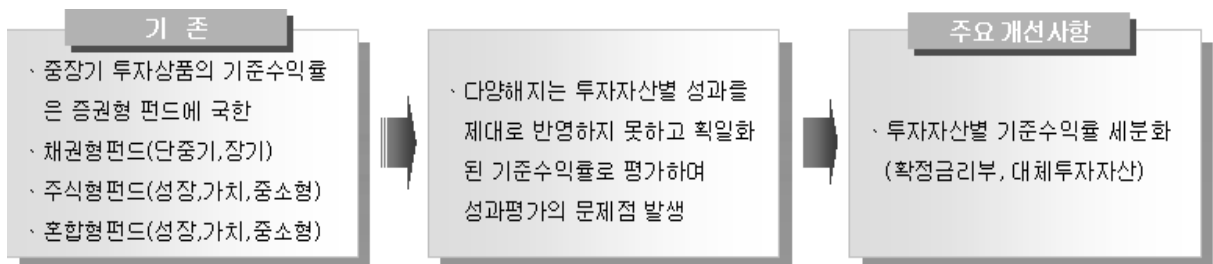 기 존
· 중장기 투자상품의 기준수익률
은 증권형 펀드에 국한
· 채권형펀드(단중기,장기)
· 주식형펀드(성장,가치,중소형)
· 혼합형펀드(성장,가치,중소형)
· 다양해지는 투자자산별 성과를
제대로 반영하지 못하고 획일화
된 기준수익률로 평가하며
성과평가의 문제점 발생
주요 개선사항
· 투자자산별 기준수익률 세분화
(확정금리부, 대체투자자산)